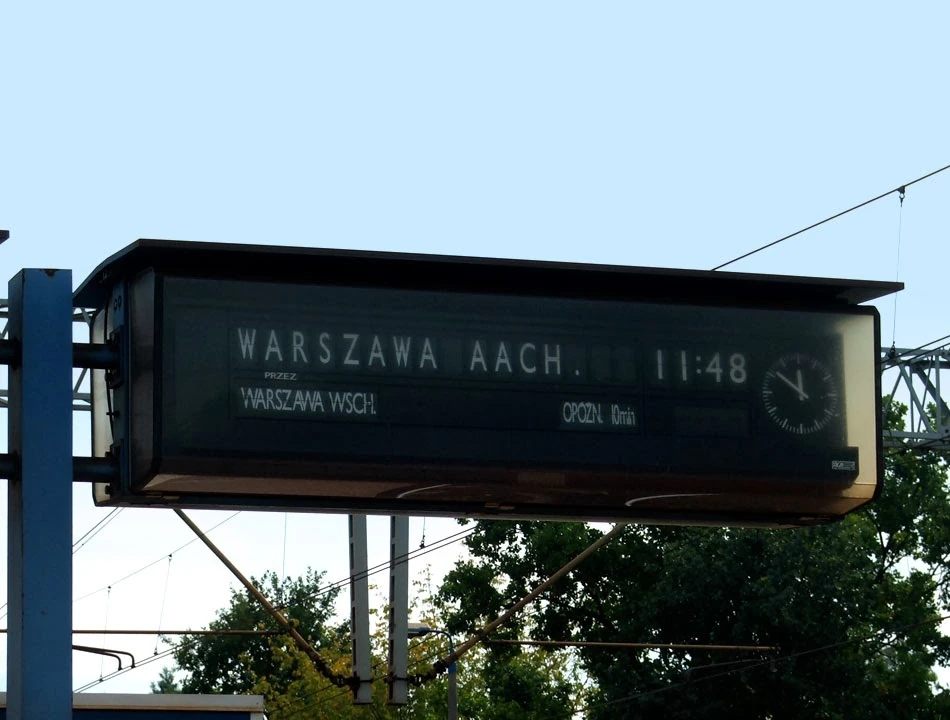 WARSZAWA AACH. 11:48
PRZEZ
WARSZAWA WSCH. OPOZN. 10min